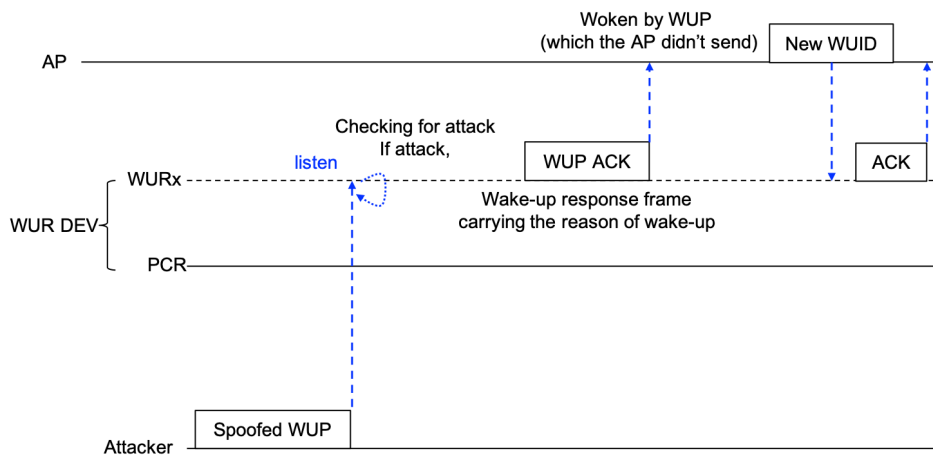 Woken by WUP
(which the AP didn't send)
New WUID
AP
Checking for attack
If attack,
listen
WUP ACK
ACK
WURx
Wake-up response frame
carrying the reason of wake-up
WUR DEV
PCR
Spoofed WUP
Attacker